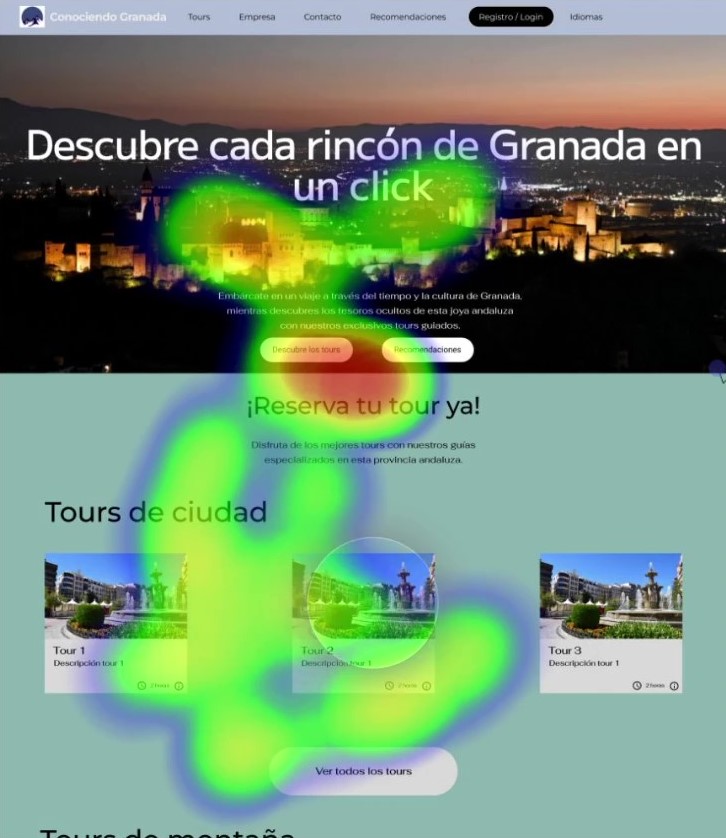 Conociendo Granada
Tours
Empresa
Contacto
Recomendaciones
Registro / Login
Idiomas
Descubre cada rincón de Granada en
un click
Embárcate en un viaje a través del tiempo y la cultura de Granada,
mientras descubres los tesoros ocultos de esta joya andaluza
con nuestros exclusivos tours guiados.
Descubre los tours
Recomendaciones
¡Reserva tu tour ya!
Disfruta de los mejores tours con nuestros guías
especializados en esta provincia andaluza.
Tours de ciudad
Tour 1
Descripción tour 1
2 horas
Tour 2
Descripción tour 1
2 horas
Tour 3
Descripción tour 1
2 horas
Ver todos los tours
Tours de montaña